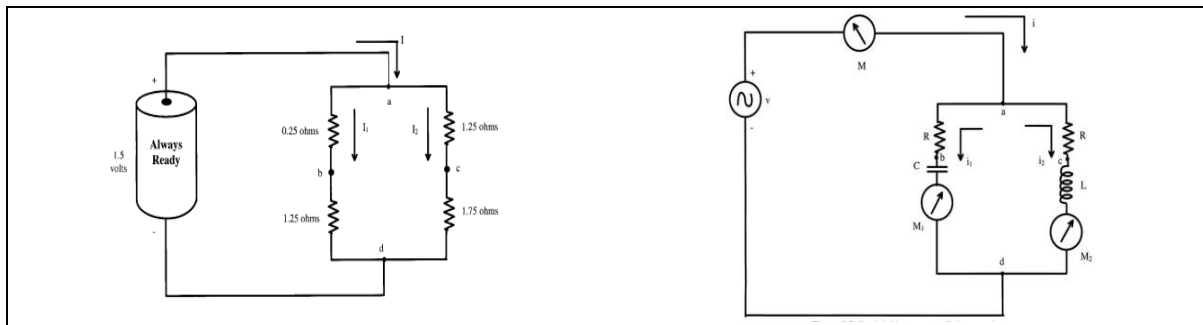 I
+
a
Always
Ready
1.5
volts
0.25 ohms
I₁
I₂
1.25 ohms
b
c
1.25 ohms
1.75 ohms
-
d
i
M
+
v
-
a
R
R
b
i₁
i₂
c
C
L
M₁
M₂
d